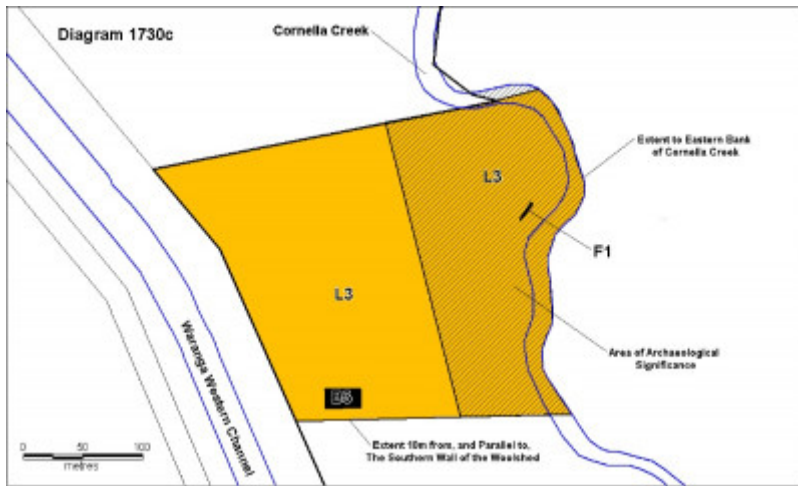 Diagram 1730c
Cornella Creek
Extent to Eastern Bank
of Cornella Creek
L3
F1
L3
Area of Archaeological
Significance
Waranga Western Channel
Extent 10m from, and Parallel to,
The Southern Wall of the Woolshed
0 50 100
metres